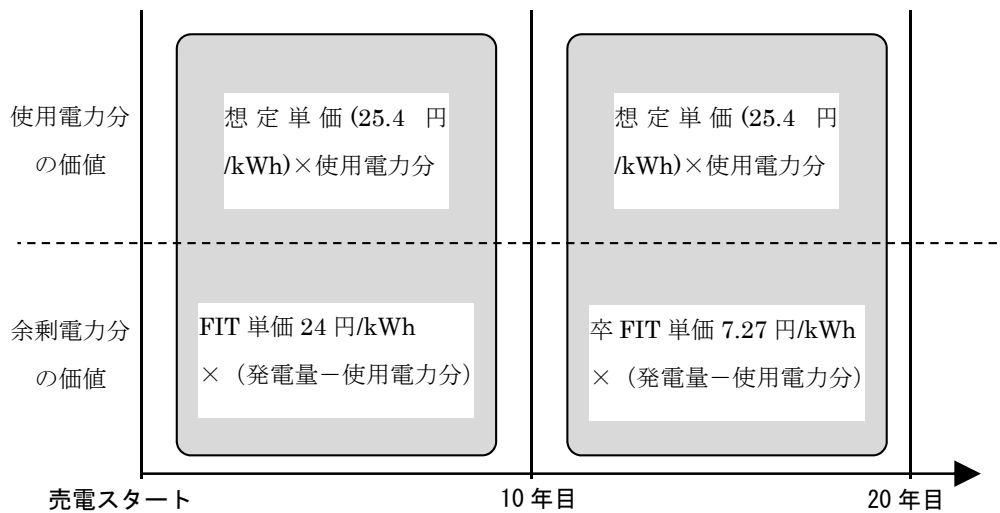 使用電力分
の価値
想定単価(25.4 円
/kWh)×使用電力分
想定単価(25.4 円
/kWh)×使用電力分
余剰電力分
の価値
FIT 単価 24 円/kWh
×（発電量－使用電力分）
卒 FIT 単価 7.27 円/kWh
×（発電量－使用電力分）
売電スタート
10 年目
20 年目